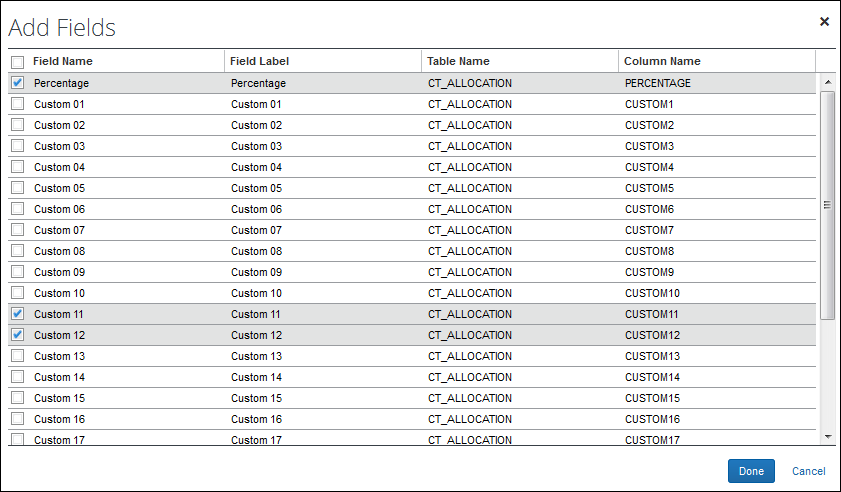 Add Fields
Field Name Field Label Table Name Column Name
Percentage Percentage CT_ALLOCATION PERCENTAGE
Custom 01 Custom 01 CT_ALLOCATION CUSTOM1
Custom 02 Custom 02 CT_ALLOCATION CUSTOM2
Custom 03 Custom 03 CT_ALLOCATION CUSTOM3
Custom 04 Custom 04 CT_ALLOCATION CUSTOM4
Custom 05 Custom 05 CT_ALLOCATION CUSTOM5
Custom 06 Custom 06 CT_ALLOCATION CUSTOM6
Custom 07 Custom 07 CT_ALLOCATION CUSTOM7
Custom 08 Custom 08 CT_ALLOCATION CUSTOM8
Custom 09 Custom 09 CT_ALLOCATION CUSTOM9
Custom 10 Custom 10 CT_ALLOCATION CUSTOM10
Custom 11 Custom 11 CT_ALLOCATION CUSTOM11
Custom 12 Custom 12 CT_ALLOCATION CUSTOM12
Custom 13 Custom 13 CT_ALLOCATION CUSTOM13
Custom 14 Custom 14 CT_ALLOCATION CUSTOM14
Custom 15 Custom 15 CT_ALLOCATION CUSTOM15
Custom 16 Custom 16 CT_ALLOCATION CUSTOM16
Custom 17 Custom 17 CT_ALLOCATION CUSTOM17
Done Cancel